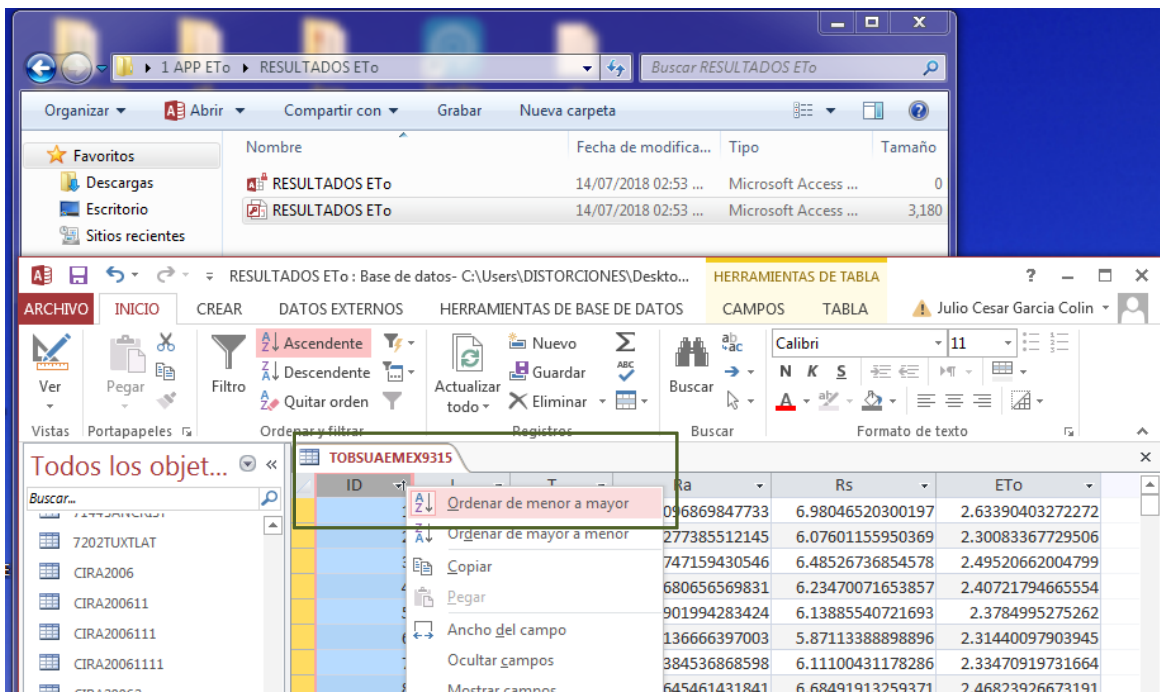 1 APP ETo ▸ RESULTADOS ETo
Buscar RESULTADOS ETo
Organizar Abrir Compartir con Grabar Nueva carpeta
Favoritos
Descargas
Escritorio
Sitios recientes
Nombre Fecha de modifica... Tipo Tamaño
RESULTADOS ETo 14/07/2018 02:53 ... Microsoft Access ... 0
RESULTADOS ETo 14/07/2018 02:53 ... Microsoft Access ... 3,180
RESULTADOS ETo : Base de datos- C:\Users\DISTORCIONES\Deskto... HERRAMIENTAS DE TABLA
ARCHIVO INICIO CREAR DATOS EXTERNOS HERRAMIENTAS DE BASE DE DATOS CAMPOS TABLA Julio Cesar Garcia Colin
Ver
Pegar
Filtro
Ascendente
Descendente
Quitar orden
Actualizar
todo
Nuevo
Guardar
Eliminar
Buscar
Calibri 11
N K S
Vistas Portapapeles Ordenar y filtrar Registros Buscar Formato de texto
Todos los objet...
Buscar...
7202TUXTLAT
CIRA2006
CIRA200611
CIRA2006111
CIRA20061111
TOBSUAEMEX9315
ID Ra Rs ETo
096869847733 6.98046520300197 2.63390403272272
277385512145 6.07601155950369 2.30083367729506
747159430546 6.48526736854578 2.49520662004799
680656569831 6.23470071653857 2.40721794665554
901994283424 6.13885540721693 2.3784995275262
136666397003 5.87113388898896 2.31440097903945
384536868598 6.11100431178286 2.33470919731664
645461431841 6.68491913259371 2.46823926673191
Ordenar de menor a mayor
Ordenar de mayor a menor
Copiar
Pegar
Ancho del campo
Ocultar campos
Mostrar campos